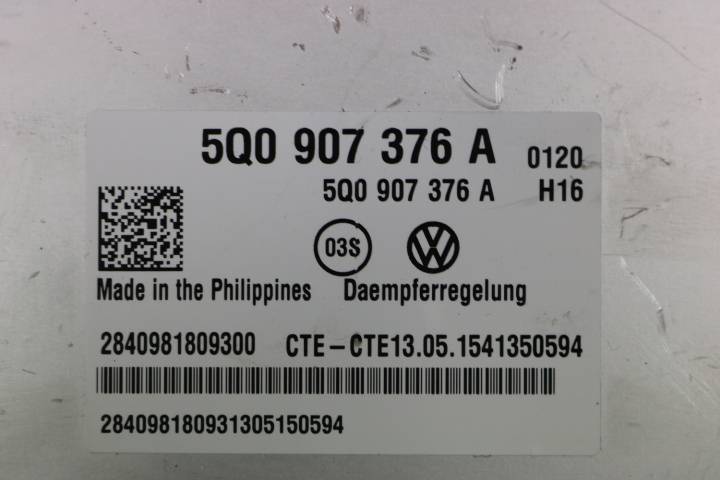 5Q0 907 376 A 0120
5Q0 907 376 A H16
03S
Made in the Philippines Daempferregelung
2840981809300 CTE-CTE13.05.1541350594
284098180931305150594